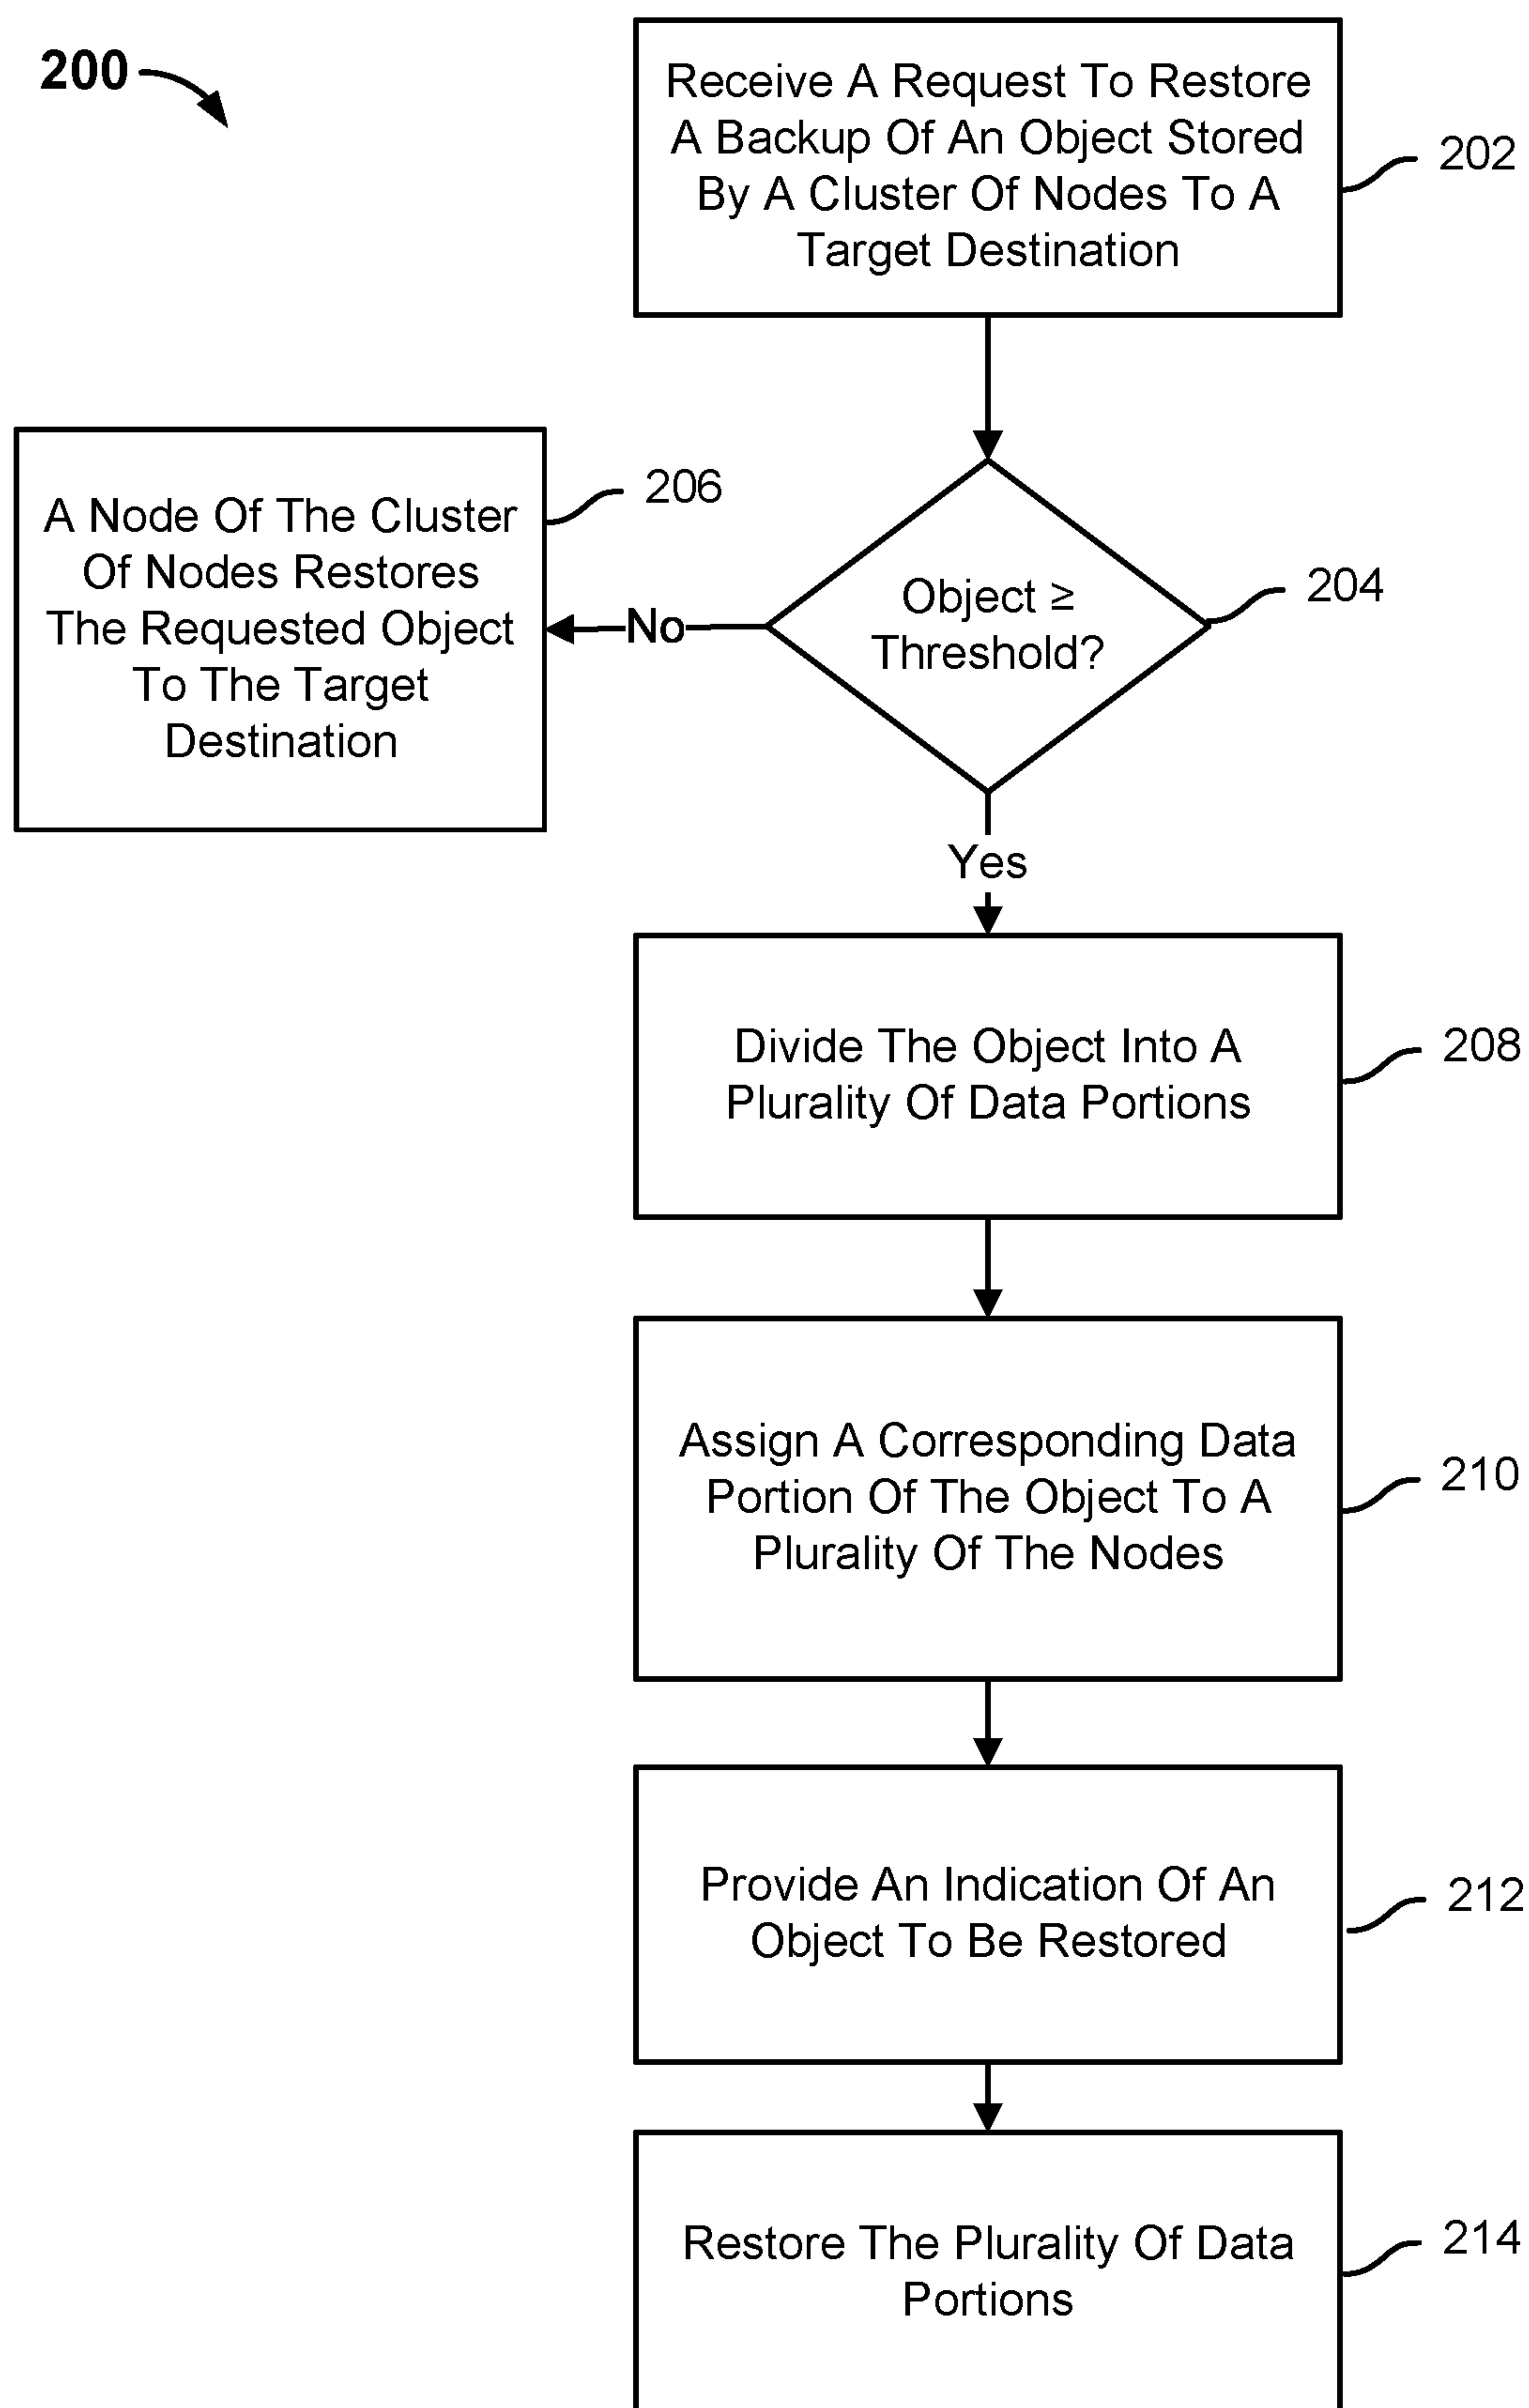 200
Receive A Request To Restore
A Backup Of An Object Stored
By A Cluster Of Nodes To A
Target Destination
202
A Node Of The Cluster
Of Nodes Restores
The Requested Object
To The Target
Destination
206
No
Object ≥
Threshold?
204
Yes
Divide The Object Into A
Plurality Of Data Portions
208
Assign A Corresponding Data
Portion Of The Object To A
Plurality Of The Nodes
210
Provide An Indication Of An
Object To Be Restored
212
Restore The Plurality Of Data
Portions
214